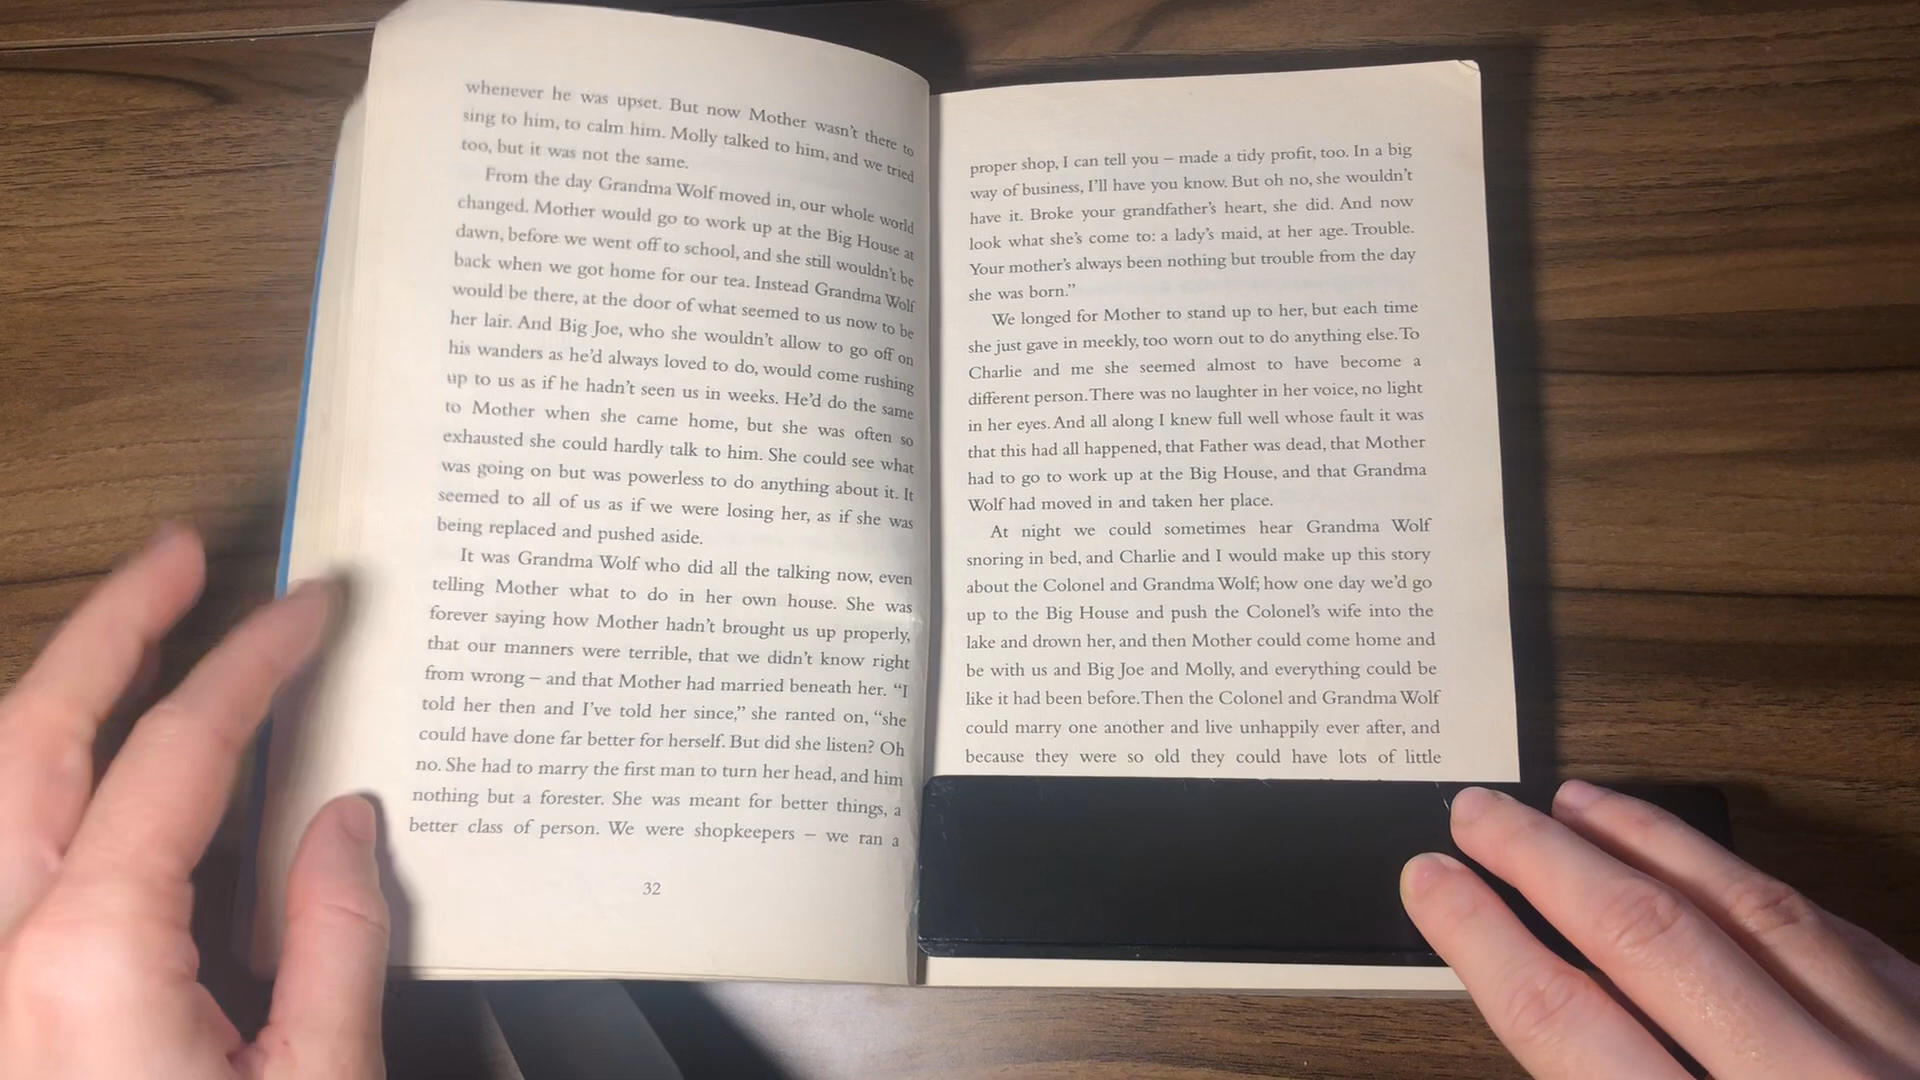 whenever he was upset. But now Mother wasn't there to
sing to him, to calm him. Molly talked to him, and we tried
too, but it was not the same.
From the day Grandma Wolf moved in, our whole world
changed. Mother would go to work up at the Big House at
dawn, before we went off to school, and she still wouldn't be
back when we got home for our tea. Instead Grandma Wolf
would be there, at the door of what seemed to us now to be
her lair. And Big Joe, who she wouldn't allow to go off on
his wanders as he'd always loved to do, would come rushing
up to us as if he hadn't seen us in weeks. He'd do the same
to Mother when she came home, but she was often so
exhausted she could hardly talk to him. She could see what
was going on but was powerless to do anything about it. It
seemed to all of us as if we were losing her, as if she was
being replaced and pushed aside.
It was Grandma Wolf who did all the talking now, even
telling Mother what to do in her own house. She was
forever saying how Mother hadn't brought us up properly,
that our manners were terrible, that we didn't know right
from wrong – and that Mother had married beneath her. “I
told her then and I've told her since,” she ranted on, “she
could have done far better for herself. But did she listen? Oh
no. She had to marry the first man to turn her head, and him
nothing but a forester. She was meant for better things, a
better class of person. We were shopkeepers – we ran a
32
proper shop, I can tell you – made a tidy profit, too. In a big
way of business, I'll have you know. But oh no, she wouldn't
have it. Broke your grandfather's heart, she did. And now
look what she's come to: a lady's maid, at her age. Trouble.
Your mother's always been nothing but trouble from the day
she was born.”
We longed for Mother to stand up to her, but each time
she just gave in meekly, too worn out to do anything else. To
Charlie and me she seemed almost to have become a
different person. There was no laughter in her voice, no light
in her eyes. And all along I knew full well whose fault it was
that this had all happened, that Father was dead, that Mother
had to go to work up at the Big House, and that Grandma
Wolf had moved in and taken her place.
At night we could sometimes hear Grandma Wolf
snoring in bed, and Charlie and I would make up this story
about the Colonel and Grandma Wolf; how one day we'd go
up to the Big House and push the Colonel's wife into the
lake and drown her, and then Mother could come home and
be with us and Big Joe and Molly, and everything could be
like it had been before. Then the Colonel and Grandma Wolf
could marry one another and live unhappily ever after, and
because they were so old they could have lots of little